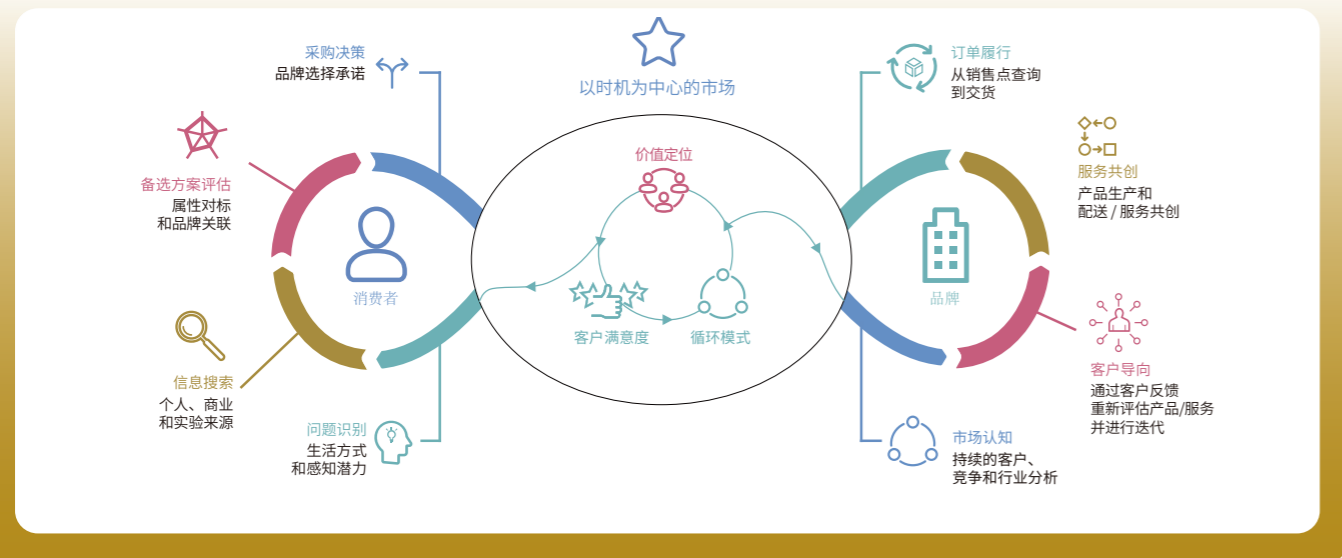 以时机为中心的市场
采购决策
品牌选择承诺
备选方案评估
属性对标
和品牌关联
消费者
信息搜索
个人、商业
和实验来源
问题识别
生活方式
和感知潜力
价值定位
客户满意度
循环模式
订单履行
从销售点查询
到交货
服务共创
产品生产和
配送 / 服务共创
品牌
客户导向
通过客户反馈
重新评估产品/服务
并进行迭代
市场认知
持续的客户、
竞争和行业分析